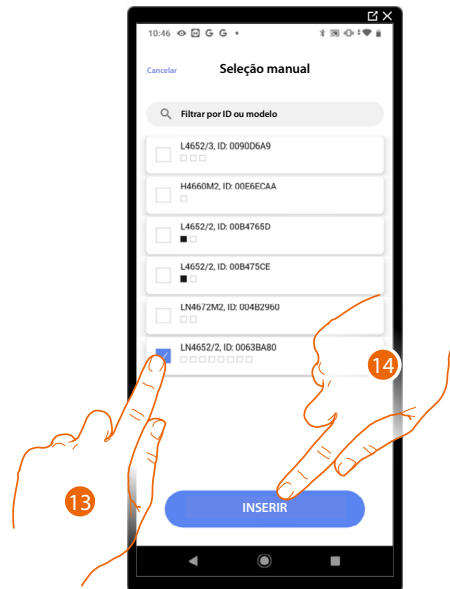 10:46 G G
Cancelar Seleção manual
Filtrar por ID ou modelo
L4652/3, ID: 0090D6A9
H4660M2, ID: 00E6ECAA
L4652/2, ID: 00B4765D
L4652/2, ID: 00B475CE
LN4672M2, ID: 004B2960
LN4652/2, ID: 0063BA80
14
13
INSERIR